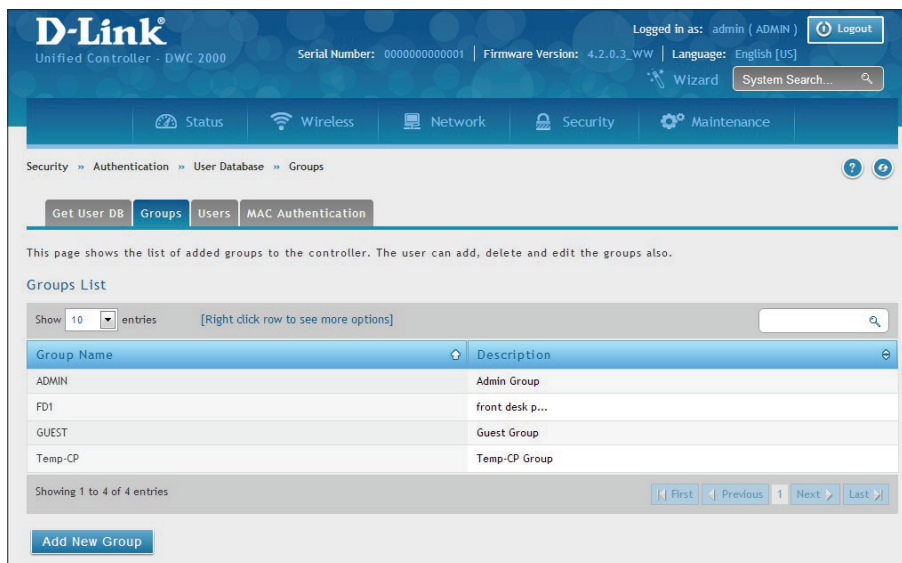 D-Link®
Unified Controller - DWC 2000
Logged in as: admin ( ADMIN ) Logout
Serial Number: 0000000000001 | Firmware Version: 4.2.0.3_WW | Language: English [US]
Wizard System Search...
Status Wireless Network Security Maintenance
Security » Authentication » User Database » Groups ?
Get User DB Groups Users MAC Authentication
This page shows the list of added groups to the controller. The user can add, delete and edit the groups also.
Groups List
Show 10 entries [Right click row to see more options]
Group Name Description
ADMIN Admin Group
FD1 front desk p...
GUEST Guest Group
Temp-CP Temp-CP Group
Showing 1 to 4 of 4 entries First Previous 1 Next Last
Add New Group